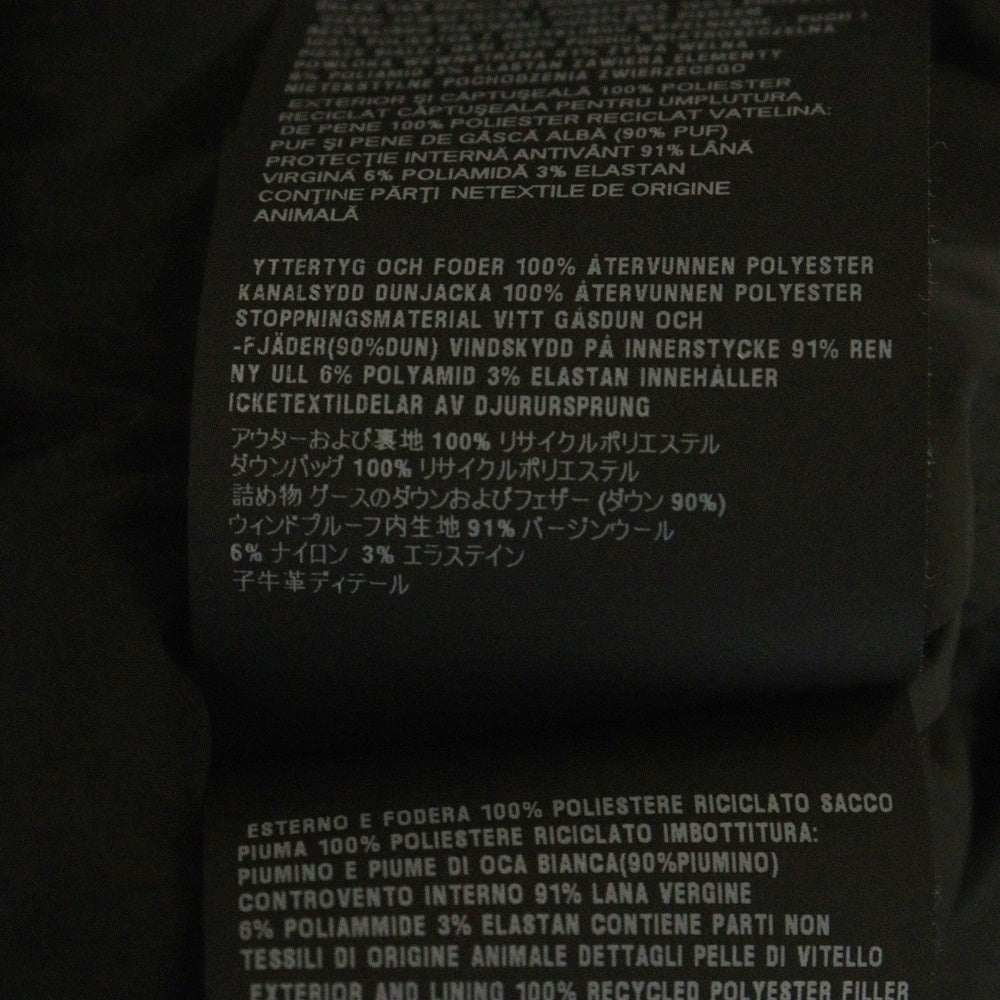 POLIAMID 3% ELASTAN ZAWIERA ELEMENTY
NIETEKSTYLNE POCHODZENIA ZWIERZĘCEGO
EXTERIOR ŞI CĂPTUŞEALĂ 100% POLIESTER
RECICLAT CĂPTUŞEALA PENTRU UMPLUTURA
DE PENE 100% POLIESTER RECICLAT VATELINĂ:
PUF ŞI PENE DE GÂSCĂ ALBĂ (90% PUF)
PROTECŢIE INTERNĂ ANTIVÂNT 91% LÂNĂ
VIRGINĂ 6% POLIAMIDĂ 3% ELASTAN
CONŢINE PĂRŢI NETEXTILE DE ORIGINE
ANIMALĂ
YTTERTYG OCH FODER 100% ÅTERVUNNEN POLYESTER
KANALSYDD DUNJACKA 100% ÅTERVUNNEN POLYESTER
STOPPNINGSMATERIAL VITT GÅSDUN OCH
-FJÄDER(90%DUN) VINDSKYDD PÅ INNERSTYCKE 91% REN
NY ULL 6% POLYAMID 3% ELASTAN INNEHÅLLER
ICKETEXTILDELAR AV DJURURSPRUNG
アウターおよび裏地 100% リサイクルポリエステル
ダウンバッグ 100% リサイクルポリエステル
詰め物 グースのダウンおよびフェザー (ダウン 90%)
ウィンドプルーフ内生地 91% バージンウール
6% ナイロン 3% エラステイン
子牛革ディテール
ESTERNO E FODERA 100% POLIESTERE RICICLATO SACCO
PIUMA 100% POLIESTERE RICICLATO IMBOTTITURA:
PIUMINO E PIUME DI OCA BIANCA(90%PIUMINO)
CONTROVENTO INTERNO 91% LANA VERGINE
6% POLIAMMIDE 3% ELASTAN CONTIENE PARTI NON
TESSILI DI ORIGINE ANIMALE DETTAGLI PELLE DI VITELLO
EXTERIOR AND LINING 100% RECYCLED POLYESTER FILLER